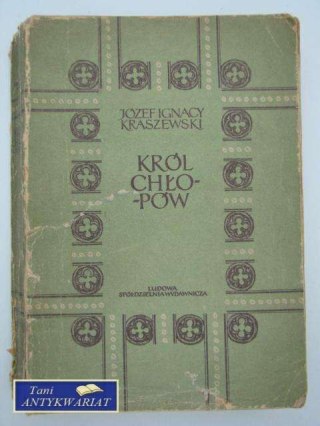 JÓZEF IGNACY
KRASZEWSKI
KRÓL
CHŁO-
-PÓW
LUDOWA
SPÓŁDZIELNIA WYDAWNICZA
Tani
ANTYKWARIAT